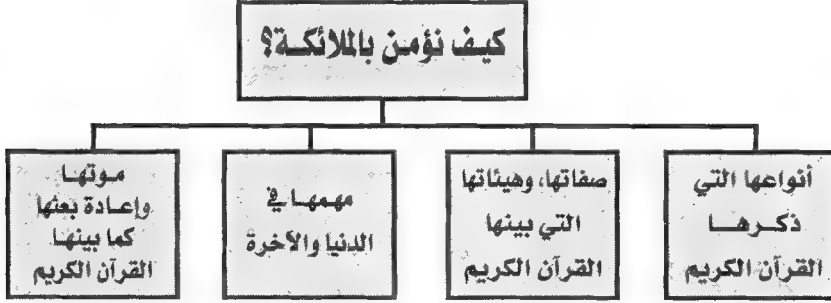 كيف نؤمن بالملائكة؟
أنواعها التي
ذكرها
القرآن الكريم
صفاتها، وهيئاتها
التي بينها
القرآن الكريم
مهمها في
الدنيا والآخرة
موتها
وإعادة بعثها
كما بينها
القرآن الكريم